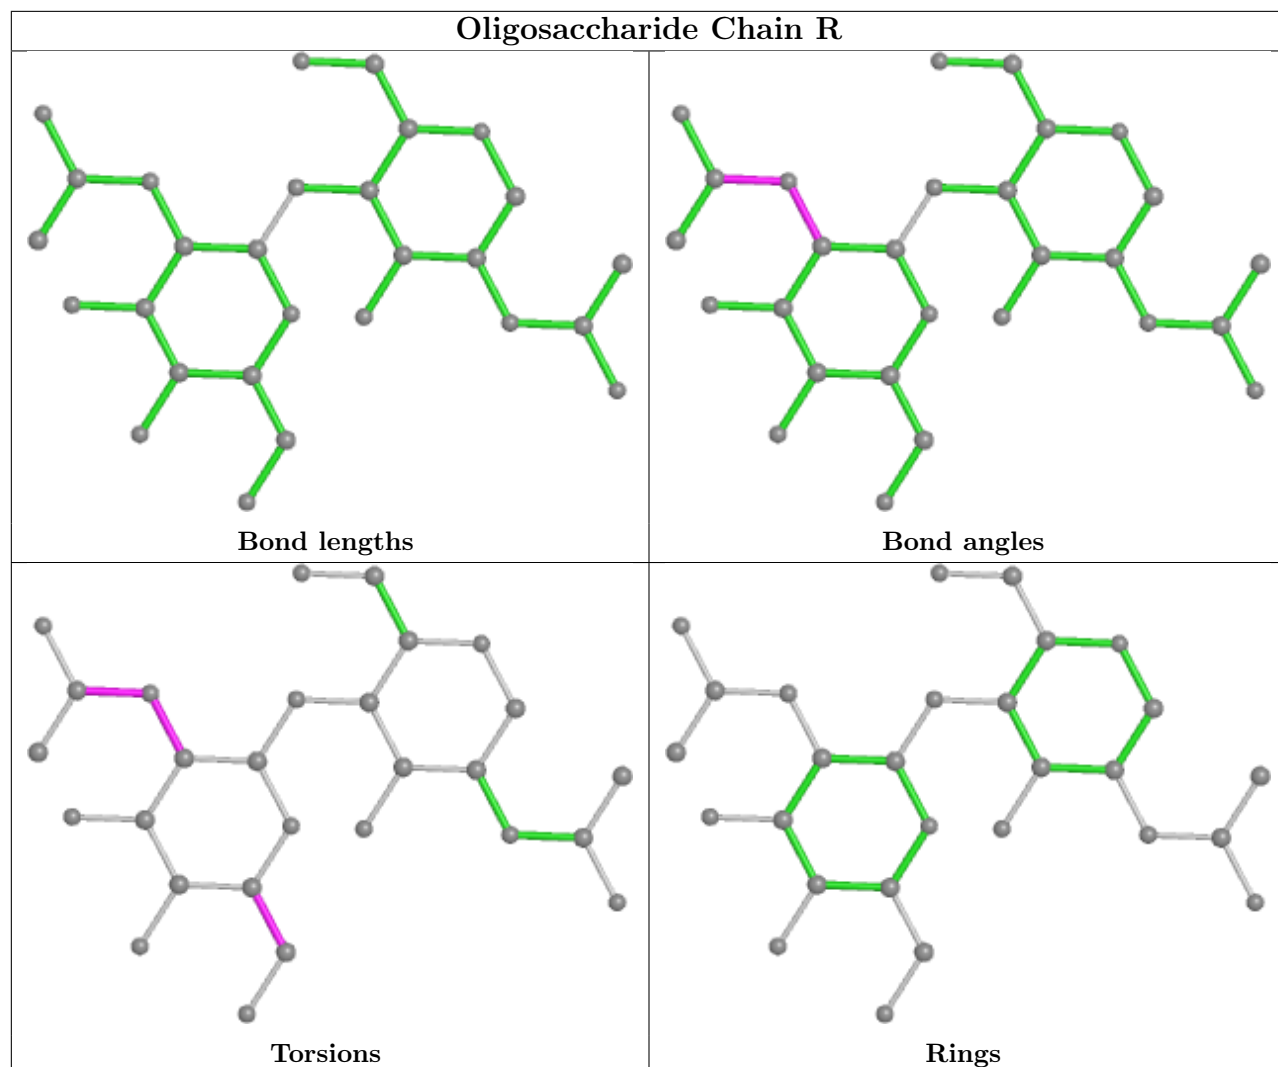 Oligosaccharide Chain R
Bond lengths
Bond angles
Torsions
Rings